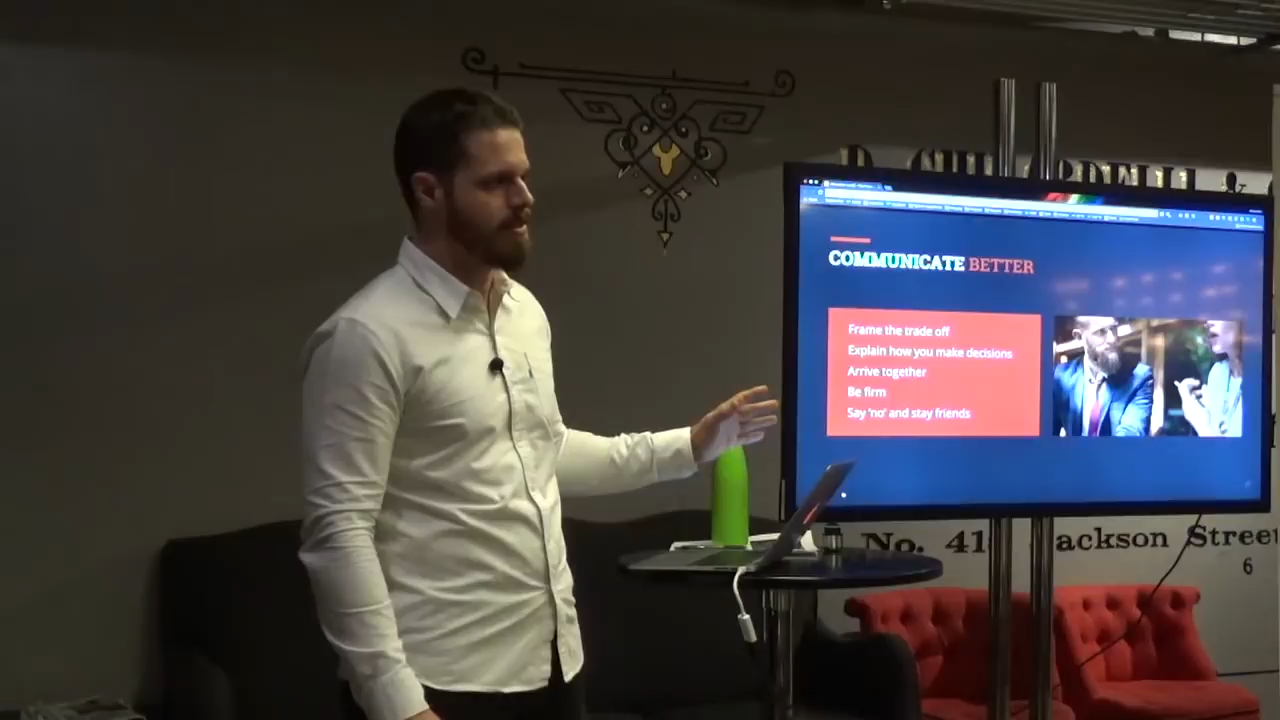 COMMUNICATE BETTER
Frame the trade off
Explain how you make decisions
Arrive together
Be firm
Say 'no' and stay friends
No. 41
ackson Street
6